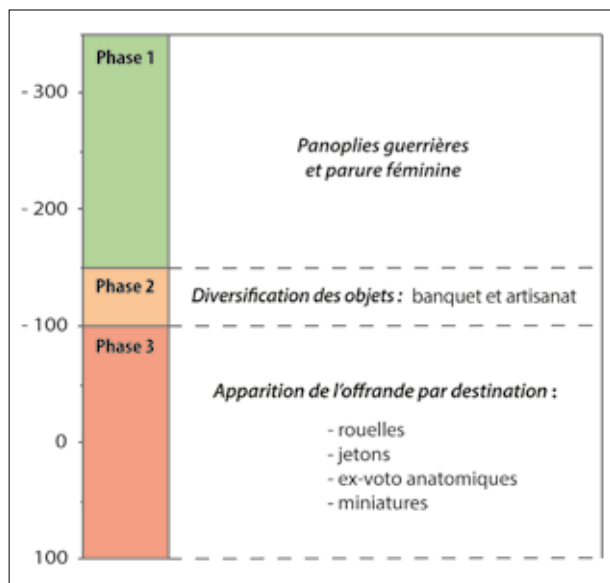 Phase 1
- 300
Panoplies guerrières
et parure féminine
- 200
Phase 2
Diversification des objets : banquet et artisanat
- 100
Phase 3
Apparition de l'offrande par destination :
- rouelles
0
- jetons
- ex-voto anatomiques
- miniatures
100